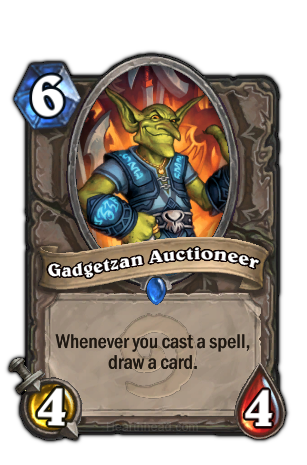 6
Gadgetzan Auctioneer
Whenever you cast a spell,
draw a card.
4
4